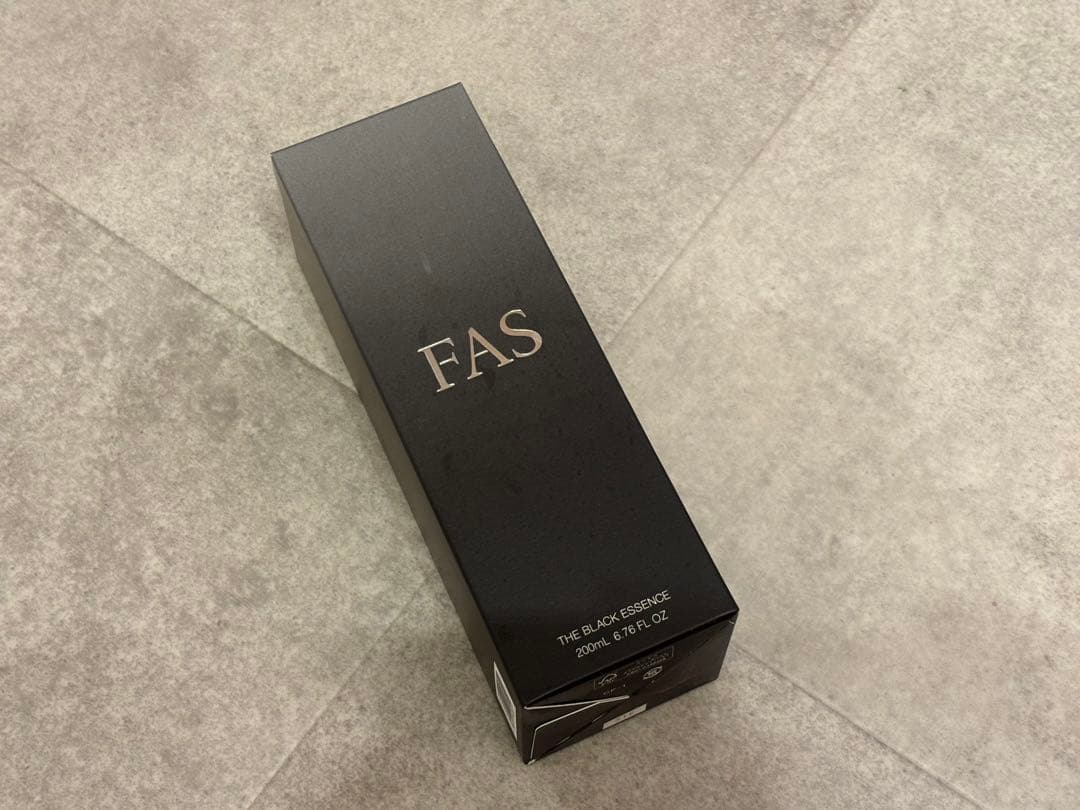 FAS
THE BLACK ESSENCE
200mL 6.76 FL OZ